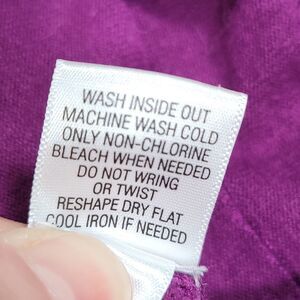 WASH INSIDE OUT
MACHINE WASH COLD
ONLY NON-CHLORINE
BLEACH WHEN NEEDED
DO NOT WRING
OR TWIST
RESHAPE DRY FLAT
COOL IRON IF NEEDED